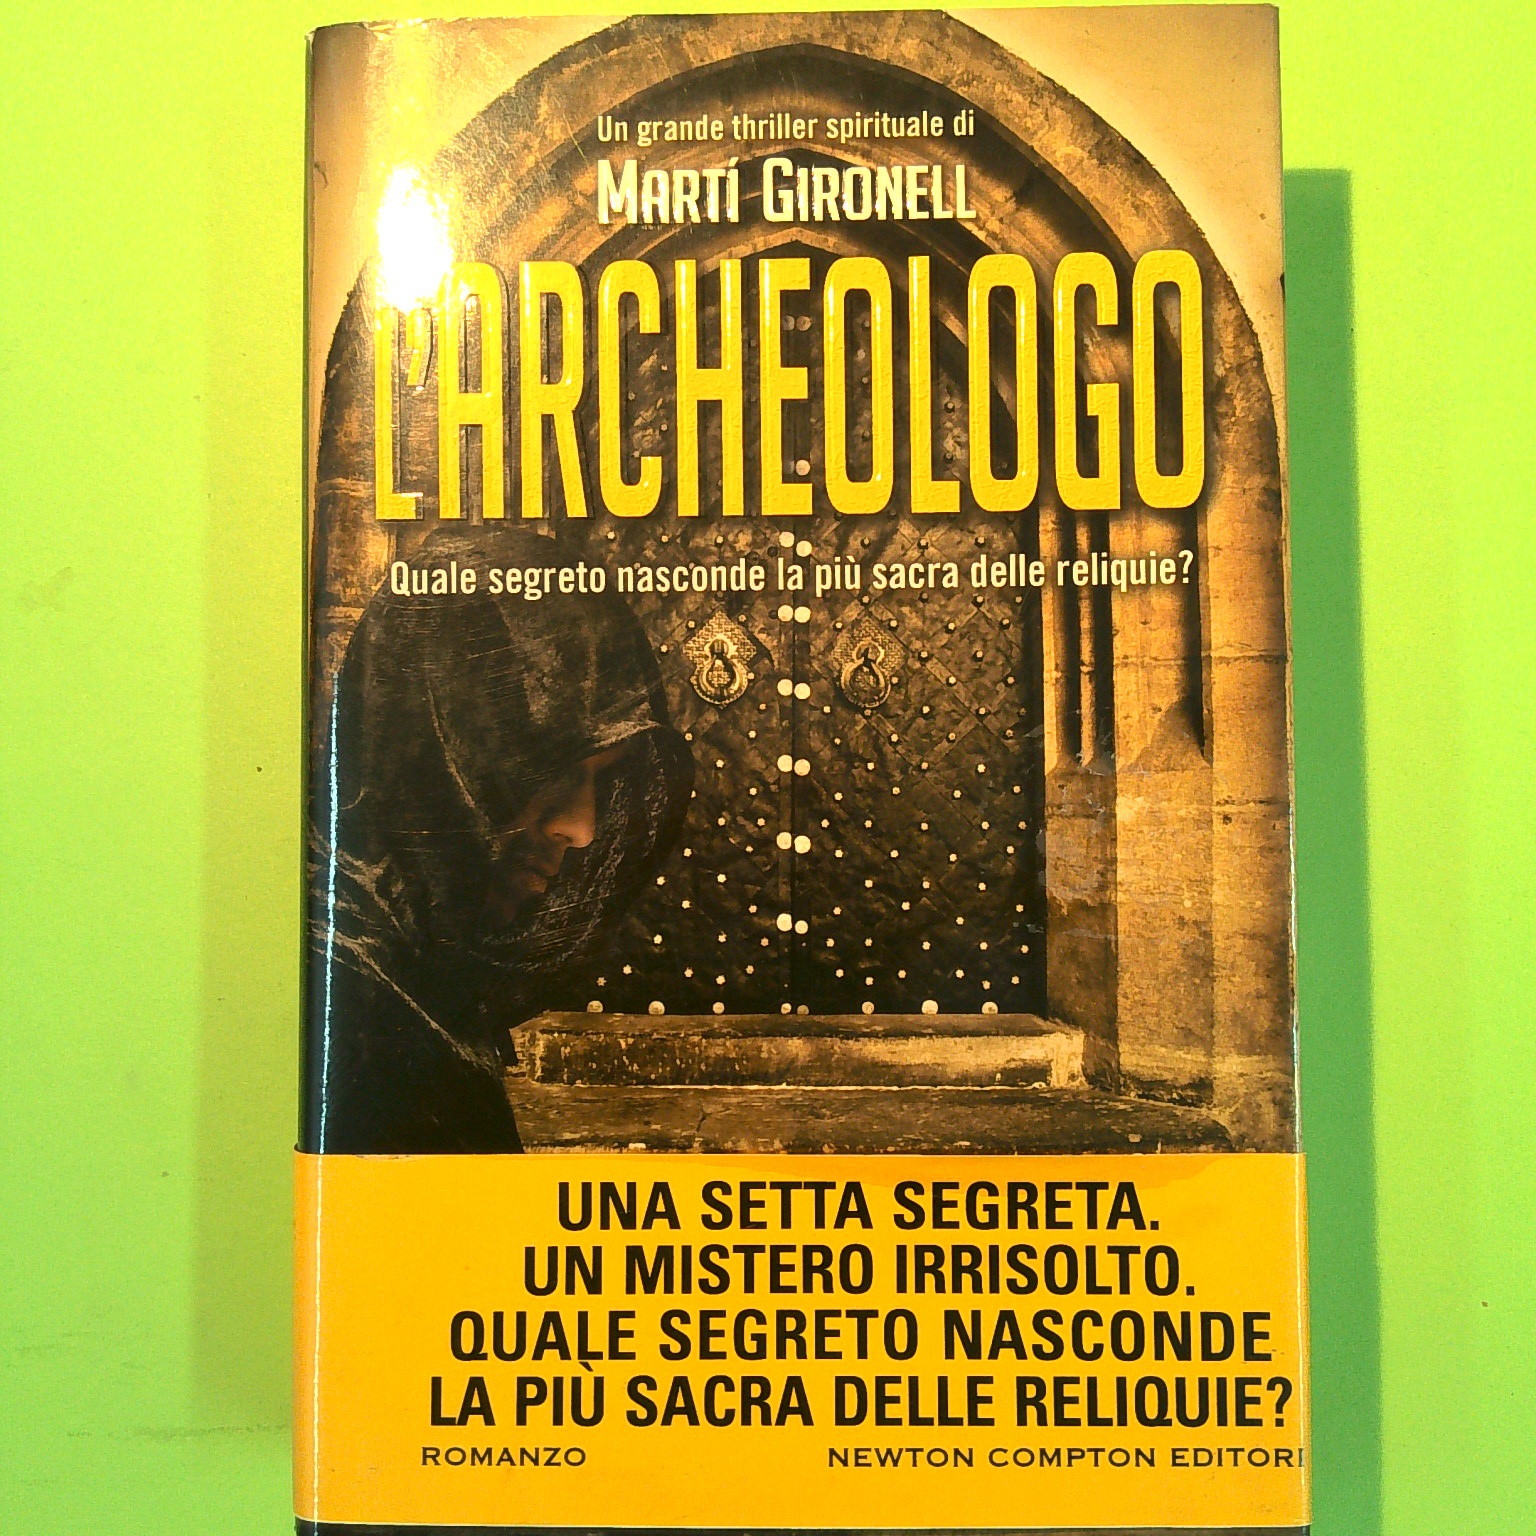 Un grande thriller spirituale di
MARTÍ GIRONELL
L'ARCHEOLOGO
Quale segreto nasconde la più sacra delle reliquie?
UNA SETTA SEGRETA.
UN MISTERO IRRISOLTO.
QUALE SEGRETO NASCONDE
LA PIÙ SACRA DELLE RELIQUIE?
ROMANZO NEWTON COMPTON EDITORI